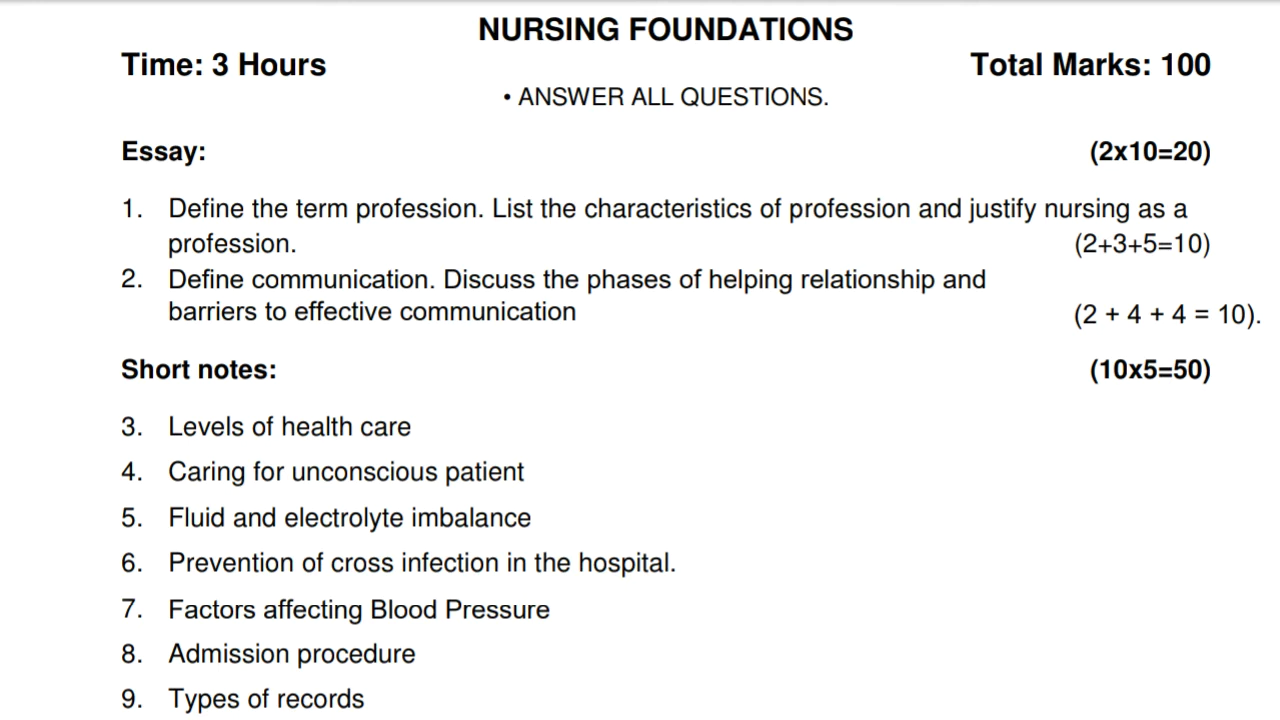 NURSING FOUNDATIONS
Time: 3 Hours Total Marks: 100
• ANSWER ALL QUESTIONS.
Essay: (2x10=20)
1. Define the term profession. List the characteristics of profession and justify nursing as a
profession. (2+3+5=10)
2. Define communication. Discuss the phases of helping relationship and
barriers to effective communication (2 + 4 + 4 = 10).
Short notes: (10x5=50)
3. Levels of health care
4. Caring for unconscious patient
5. Fluid and electrolyte imbalance
6. Prevention of cross infection in the hospital.
7. Factors affecting Blood Pressure
8. Admission procedure
9. Types of records